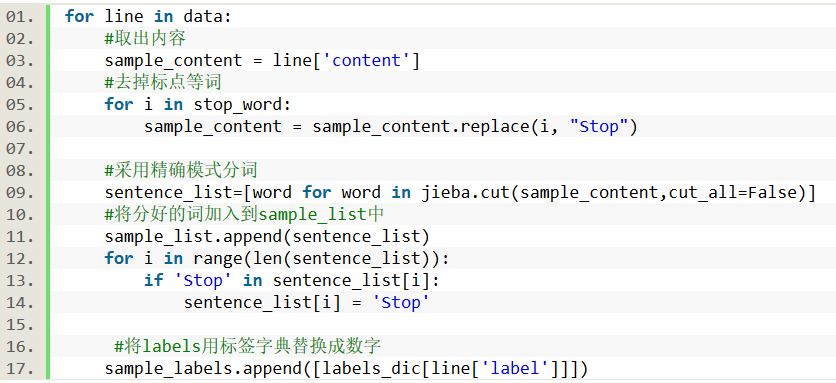 01. for line in data:
02.     #取出内容
03.     sample_content = line['content']
04.     #去掉标点等词
05.     for i in stop_word:
06.         sample_content = sample_content.replace(i, "Stop")
07.
08.     #采用精确模式分词
09.     sentence_list=[word for word in jieba.cut(sample_content,cut_all=False)]
10.     #将分好的词加入到sample_list中
11.     sample_list.append(sentence_list)
12.     for i in range(len(sentence_list)):
13.         if 'Stop' in sentence_list[i]:
14.             sentence_list[i] = 'Stop'
15.
16.      #将labels用标签字典替换成数字
17.     sample_labels.append([labels_dic[line['label']]])